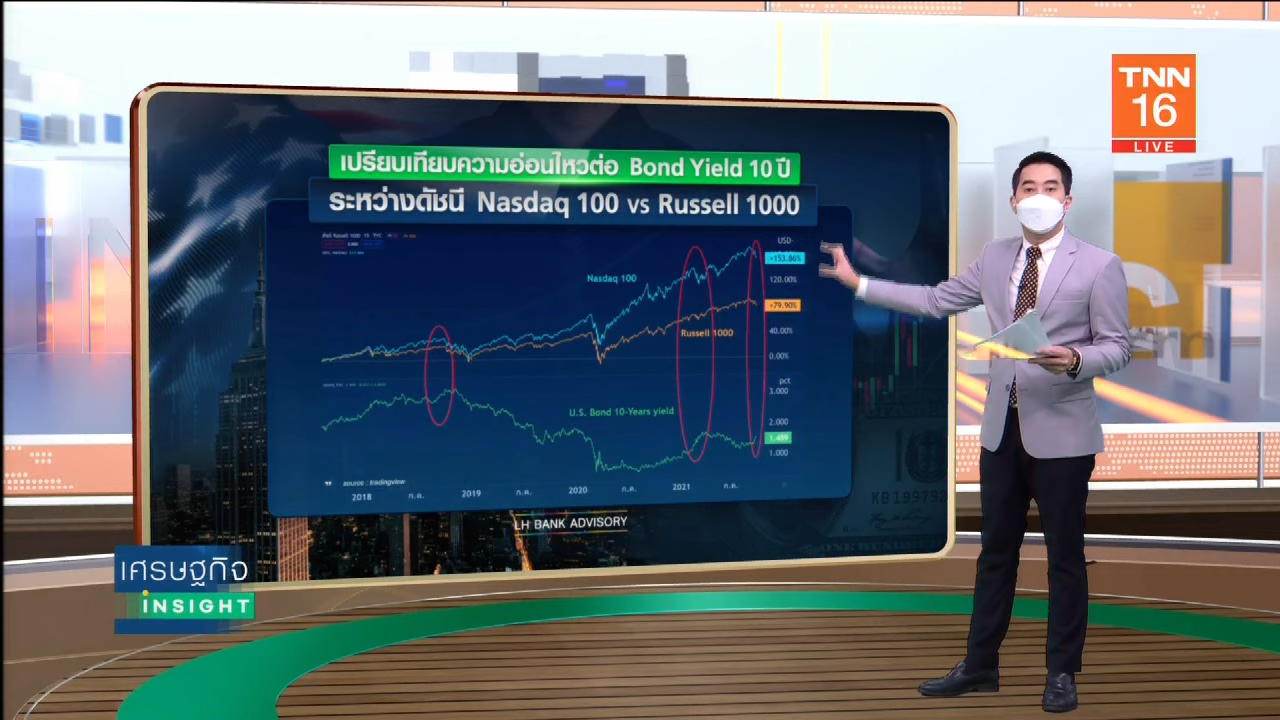 TNN
16
LIVE
เปรียบเทียบความอ่อนไหวต่อ Bond Yield 10 ปี
ระหว่างดัชนี Nasdaq 100 vs Russell 1000
USD
+153.86%
Nasdaq 100
120.00%
+79.90%
Russell 1000
40.00%
0.00%
pct
3.000
U.S. Bond 10-Years yield
2.000
1.489
1.000
source : tradingview
2018 ก.ค. 2019 ก.ค. 2020 ก.ค. 2021 ก.ค.
LH BANK ADVISORY
เศรษฐกิจ
INSIGHT